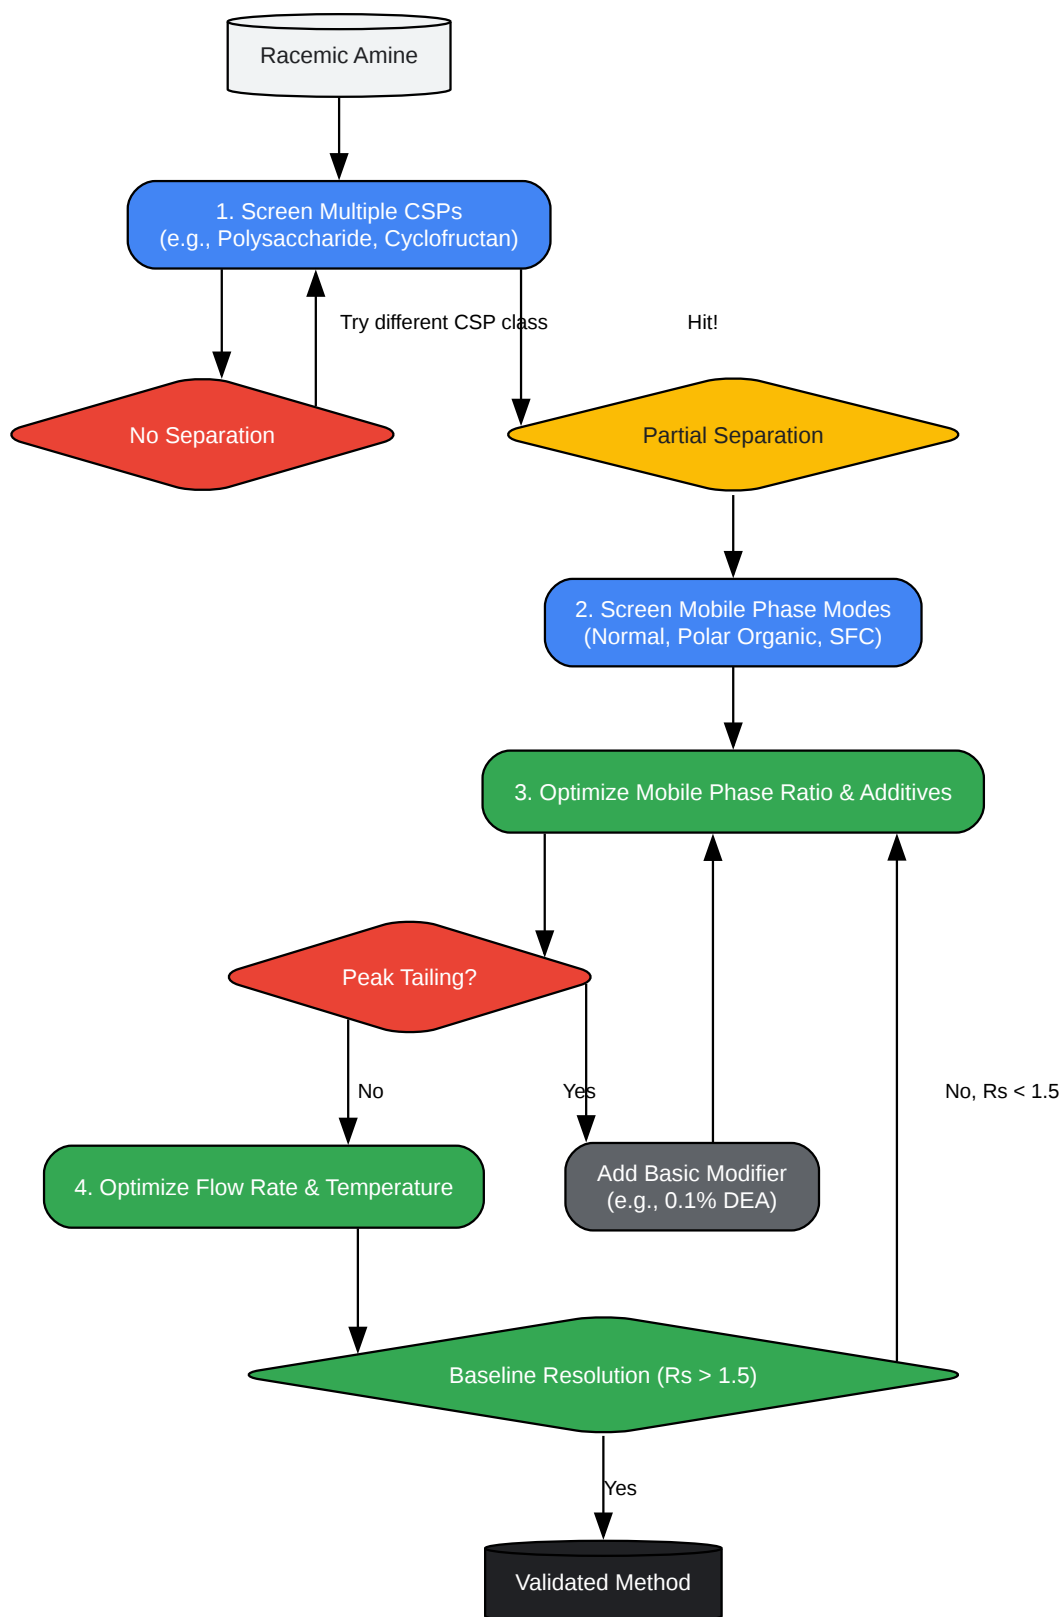 Racemic Amine
1. Screen Multiple CSPs
(e.g., Polysaccharide, Cyclofructan)
Try different CSP class
Hit!
No Separation
Partial Separation
2. Screen Mobile Phase Modes
(Normal, Polar Organic, SFC)
3. Optimize Mobile Phase Ratio & Additives
Peak Tailing?
No
Yes
No, Rs < 1.5
4. Optimize Flow Rate & Temperature
Add Basic Modifier
(e.g., 0.1% DEA)
Baseline Resolution (Rs > 1.5)
Yes
Validated Method